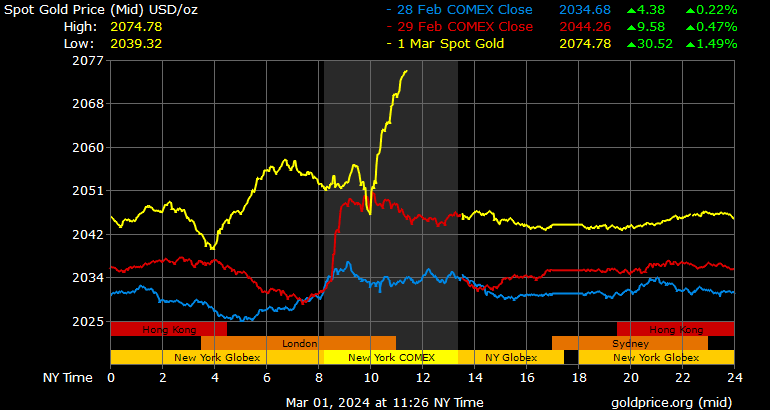 Spot Gold Price (Mid) USD/oz - 28 Feb COMEX Close 2034.68 ▲4.38 ▲0.22%
High: 2074.78 - 29 Feb COMEX Close 2044.26 ▲9.58 ▲0.47%
Low: 2039.32 - 1 Mar Spot Gold 2074.78 ▲30.52 ▲1.49%
2077
2068
2060
2051
2042
2034
2025
Hong Kong Hong Kong
London Sydney
New York Globex New York COMEX NY Globex New York Globex
NY Time 0 2 4 6 8 10 12 14 16 18 20 22 24
Mar 01, 2024 at 11:26 NY Time goldprice.org (mid)